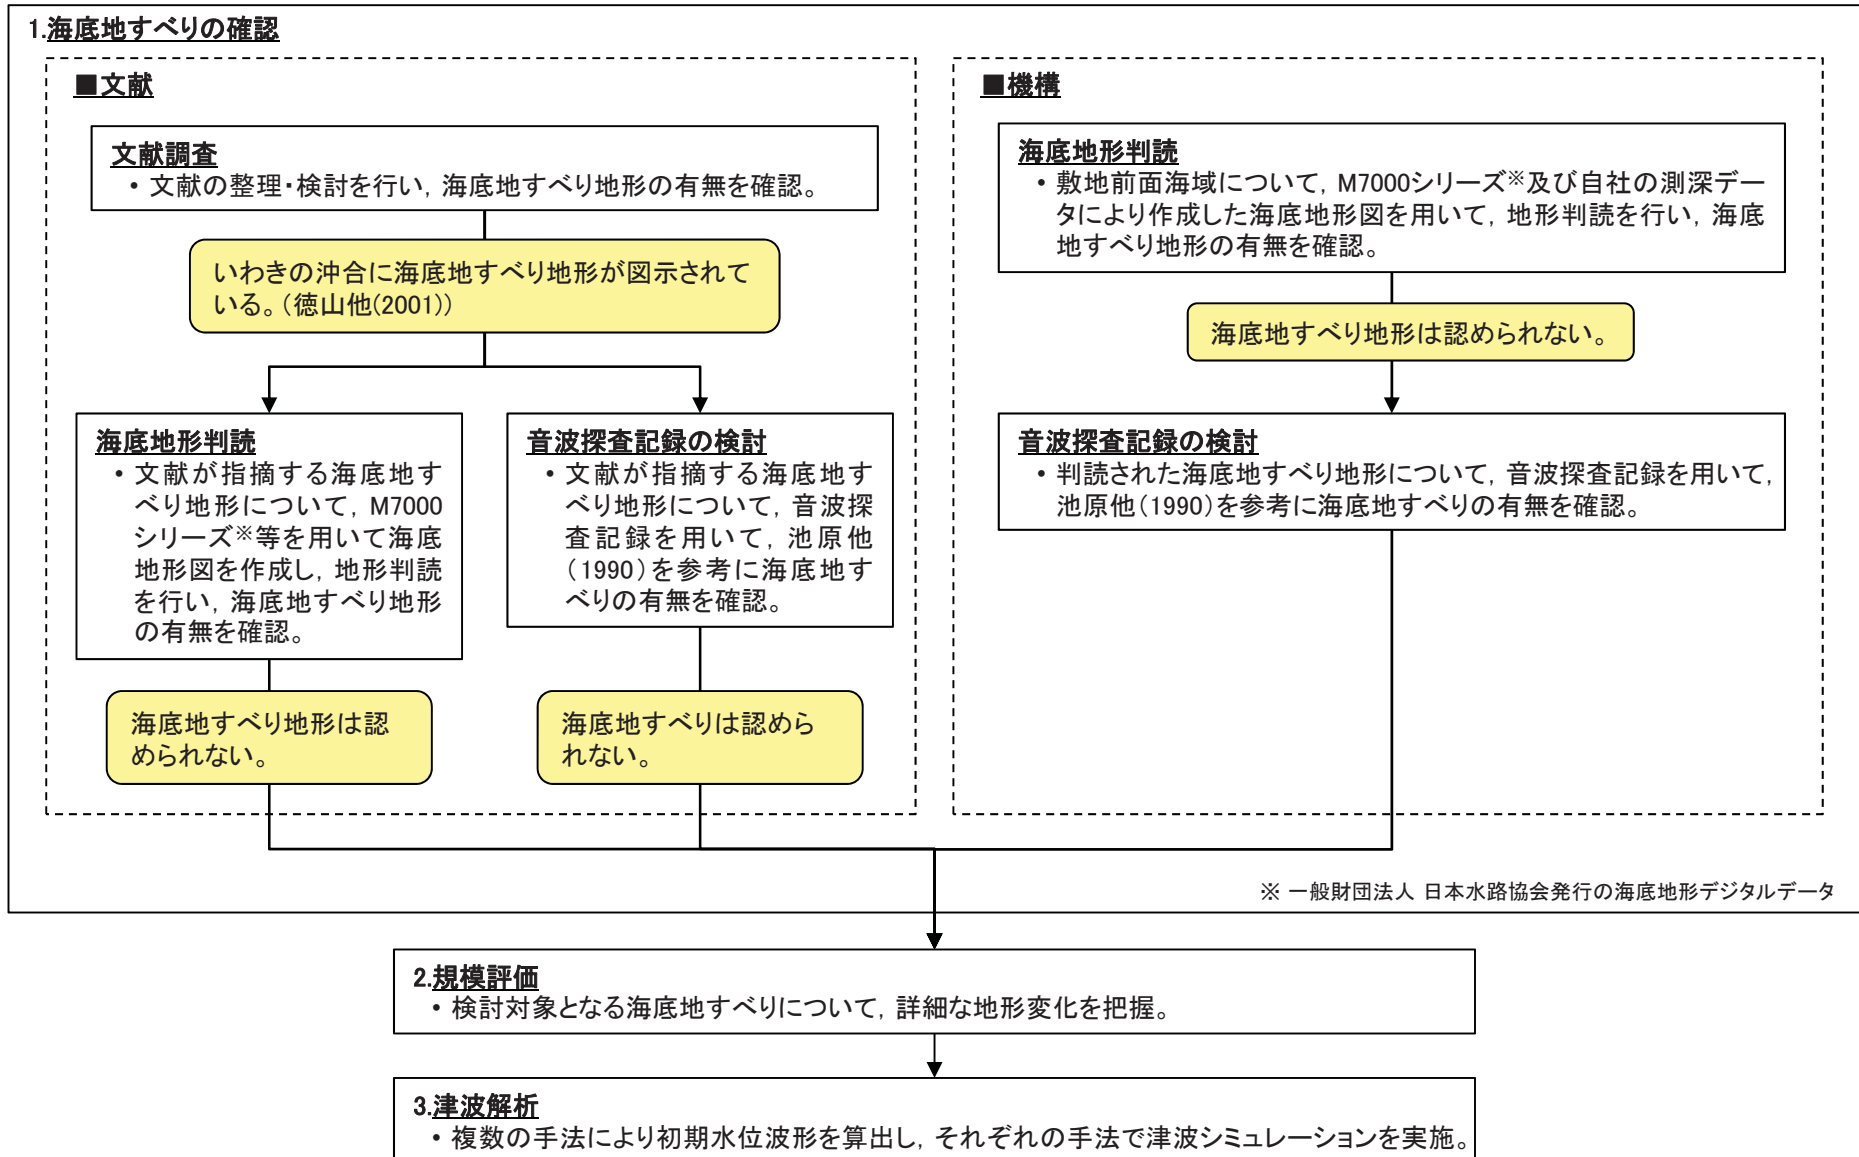 1.海底地すべりの確認
■文献
文献調査
• 文献の整理・検討を行い，海底地すべり地形の有無を確認。
いわきの沖合に海底地すべり地形が図示されて
いる。（徳山他(2001)）
海底地形判読
• 文献が指摘する海底地す
べり地形について，M7000
シリーズ※等を用いて海底
地形図を作成し，地形判読
を行い，海底地すべり地形
の有無を確認。
海底地すべり地形は認
められない。
音波探査記録の検討
• 文献が指摘する海底地す
べり地形について，音波探
査記録を用いて，池原他
（1990）を参考に海底地す
べりの有無を確認。
海底地すべりは認めら
れない。
■機構
海底地形判読
• 敷地前面海域について，M7000シリーズ※及び自社の測深デー
タにより作成した海底地形図を用いて，地形判読を行い，海底
地すべり地形の有無を確認。
海底地すべり地形は認められない。
音波探査記録の検討
• 判読された海底地すべり地形について，音波探査記録を用いて，
池原他（1990）を参考に海底地すべりの有無を確認。
※ 一般財団法人 日本水路協会発行の海底地形デジタルデータ
2.規模評価
• 検討対象となる海底地すべりについて，詳細な地形変化を把握。
3.津波解析
• 複数の手法により初期水位波形を算出し，それぞれの手法で津波シミュレーションを実施。